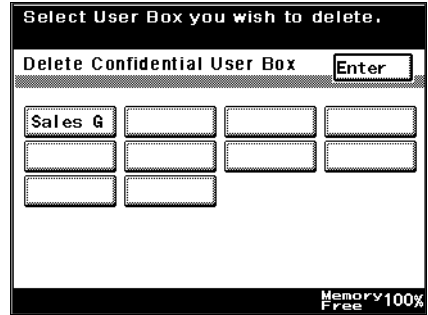 Select User Box you wish to delete.
Delete Confidential User Box
Enter
Sales G
Memory Free 100%